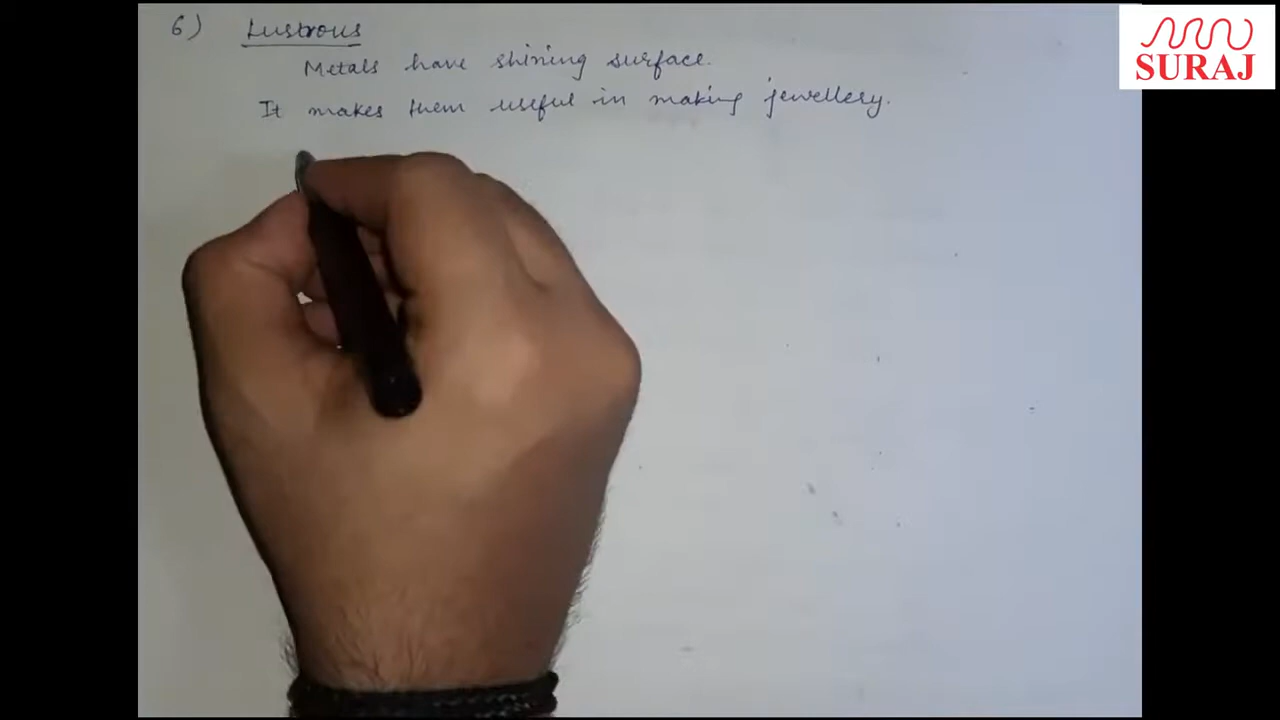 6) Lustrous
Metals have shining surface.
It makes them useful in making jewellery.
SURAJ